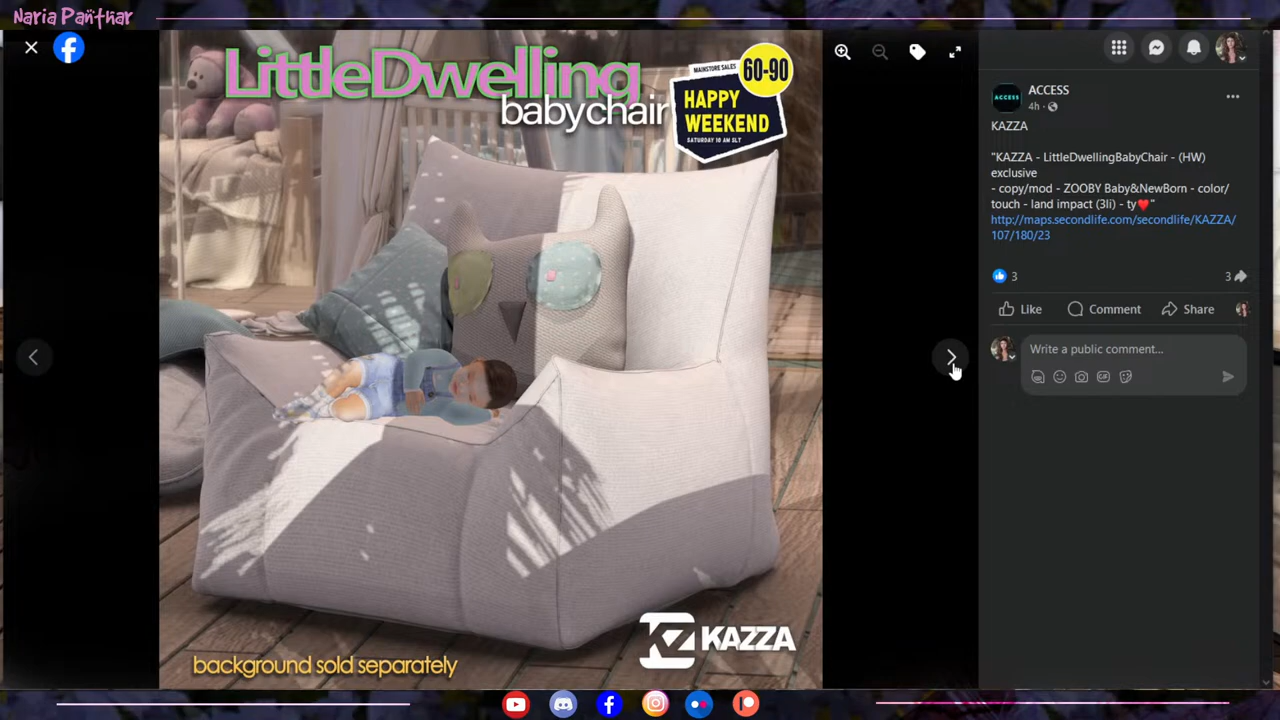 Naria Panthar
LittleDwelling
babychair
MAINSTORE SALES
60-90
HAPPY
WEEKEND
SATURDAY 10 AM SLT
KAZZA
background sold separately
ACCESS
ACCESS
4h ·
KAZZA
"KAZZA - LittleDwellingBabyChair - (HW)
exclusive
- copy/mod - ZOOBY Baby&NewBorn - color/
touch - land impact (3li) - ty❤️"
http://maps.secondlife.com/secondlife/KAZZA/
107/180/23
3
3
Like
Comment
Share
Write a public comment…
GIF